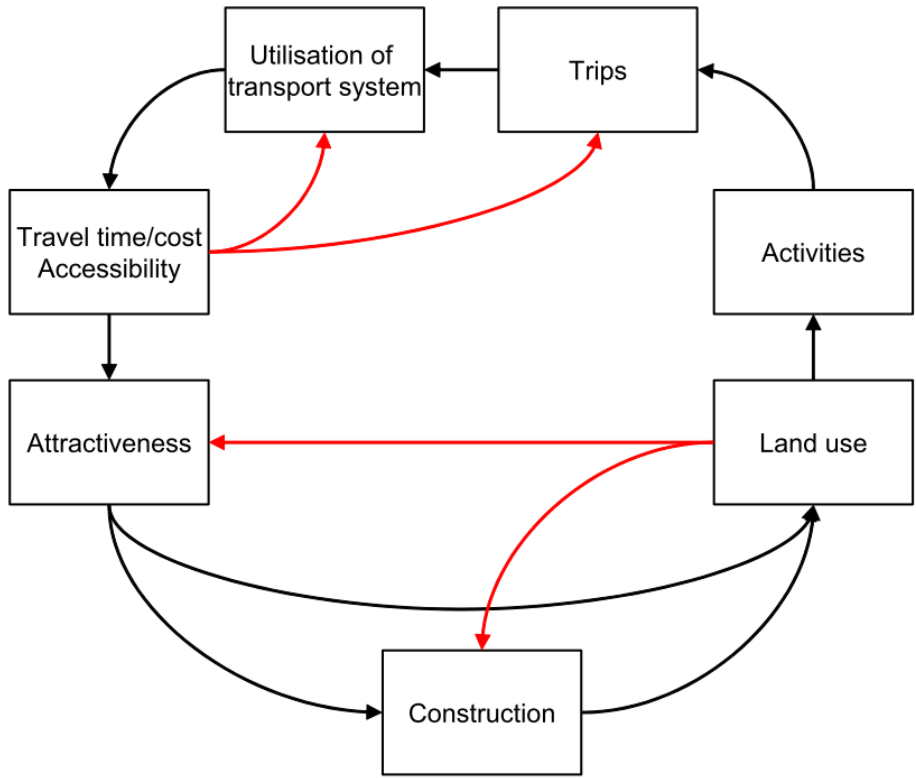 Utilisation of
transport system
Trips
Travel time/cost
Accessibility
Activities
Attractiveness
Land use
Construction